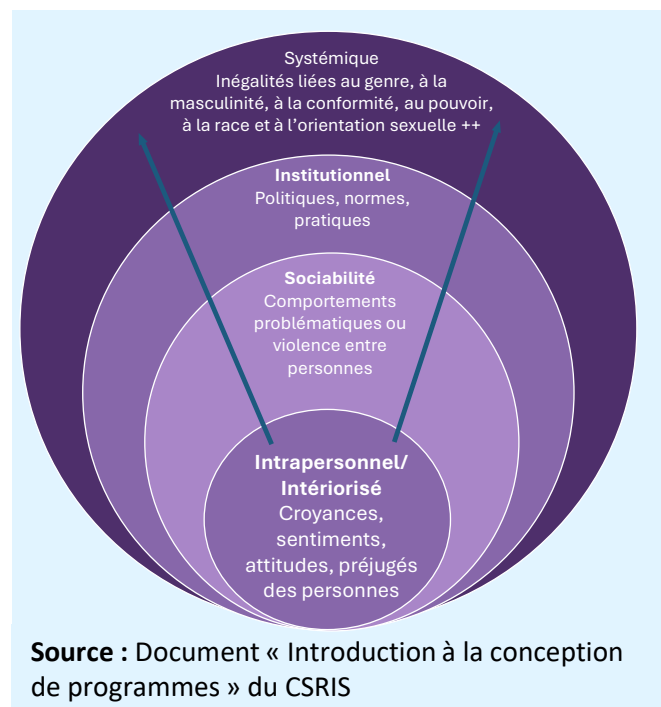 Systémique
Inégalités liées au genre, à la
masculinité, à la conformité, au pouvoir,
à la race et à l’orientation sexuelle ++
Institutionnel
Politiques, normes,
pratiques
Sociabilité
Comportements
problématiques ou
violence entre
personnes
Intrapersonnel/
Intériorisé
Croyances,
sentiments,
attitudes, préjugés
des personnes
Source : Document « Introduction à la conception
de programmes » du CSRIS